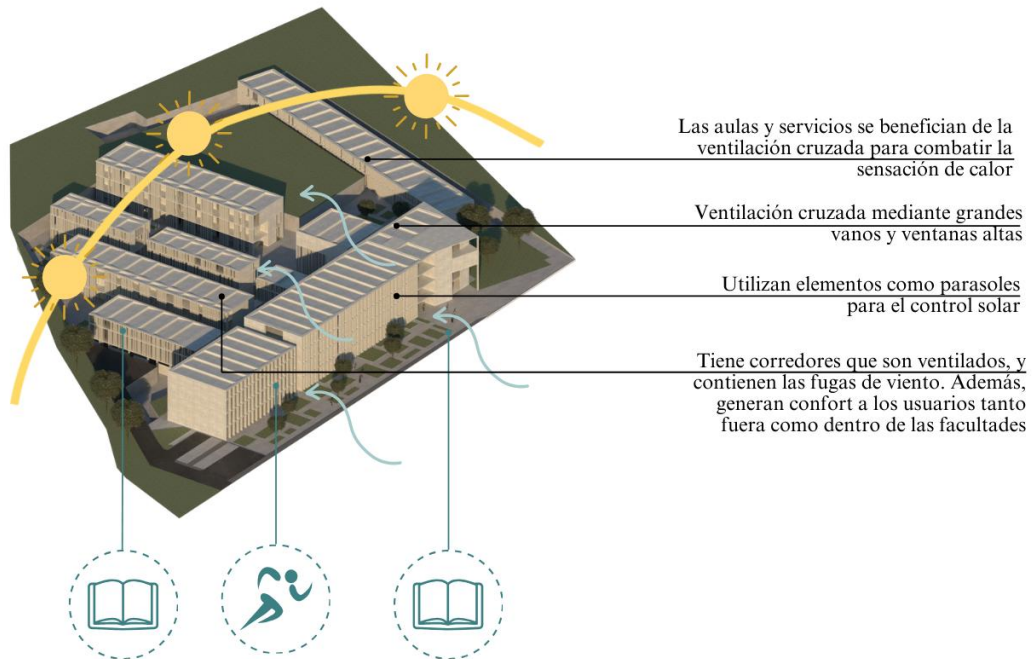 Las aulas y servicios se benefician de la
ventilación cruzada para combatir la
sensación de calor
Ventilación cruzada mediante grandes
vanos y ventanas altas
Utilizan elementos como parasoles
para el control solar
Tiene corredores que son ventilados, y
contienen las fugas de viento. Además,
generan confort a los usuarios tanto
fuera como dentro de las facultades